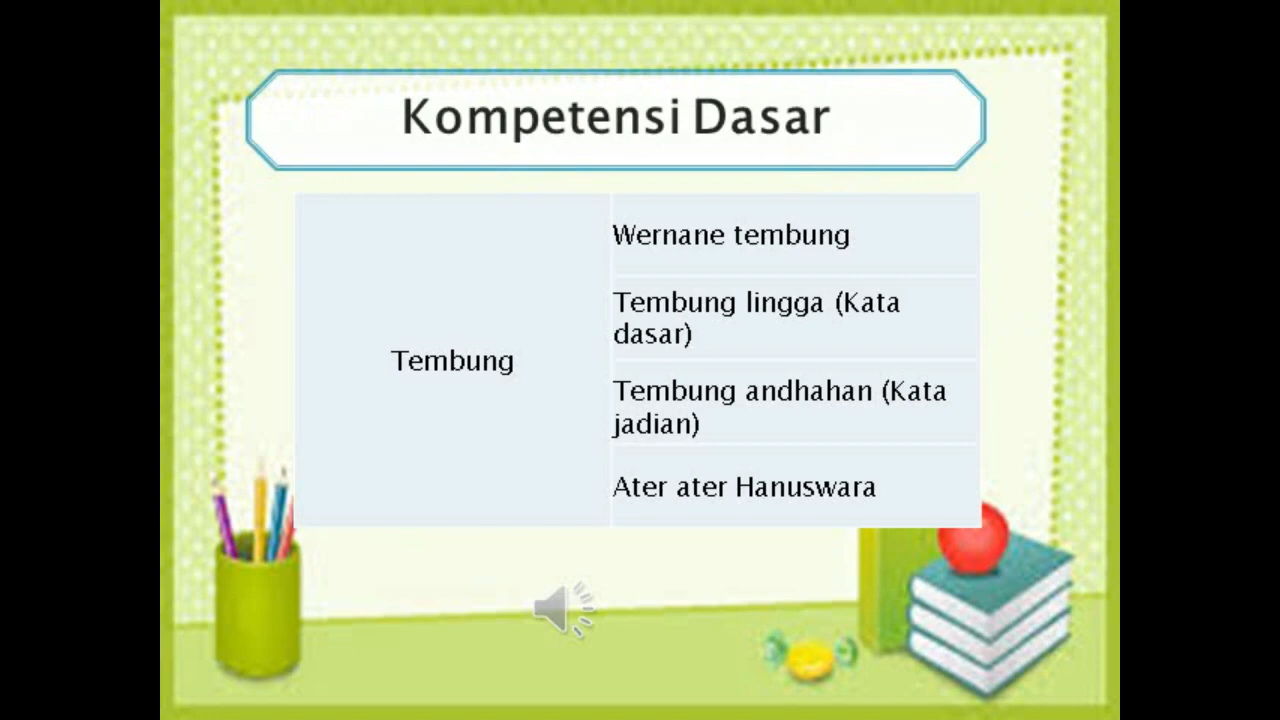 Kompetensi Dasar
Tembung
Wernane tembung
Tembung lingga (Kata
dasar)
Tembung andhahan (Kata
jadian)
Ater ater Hanuswara